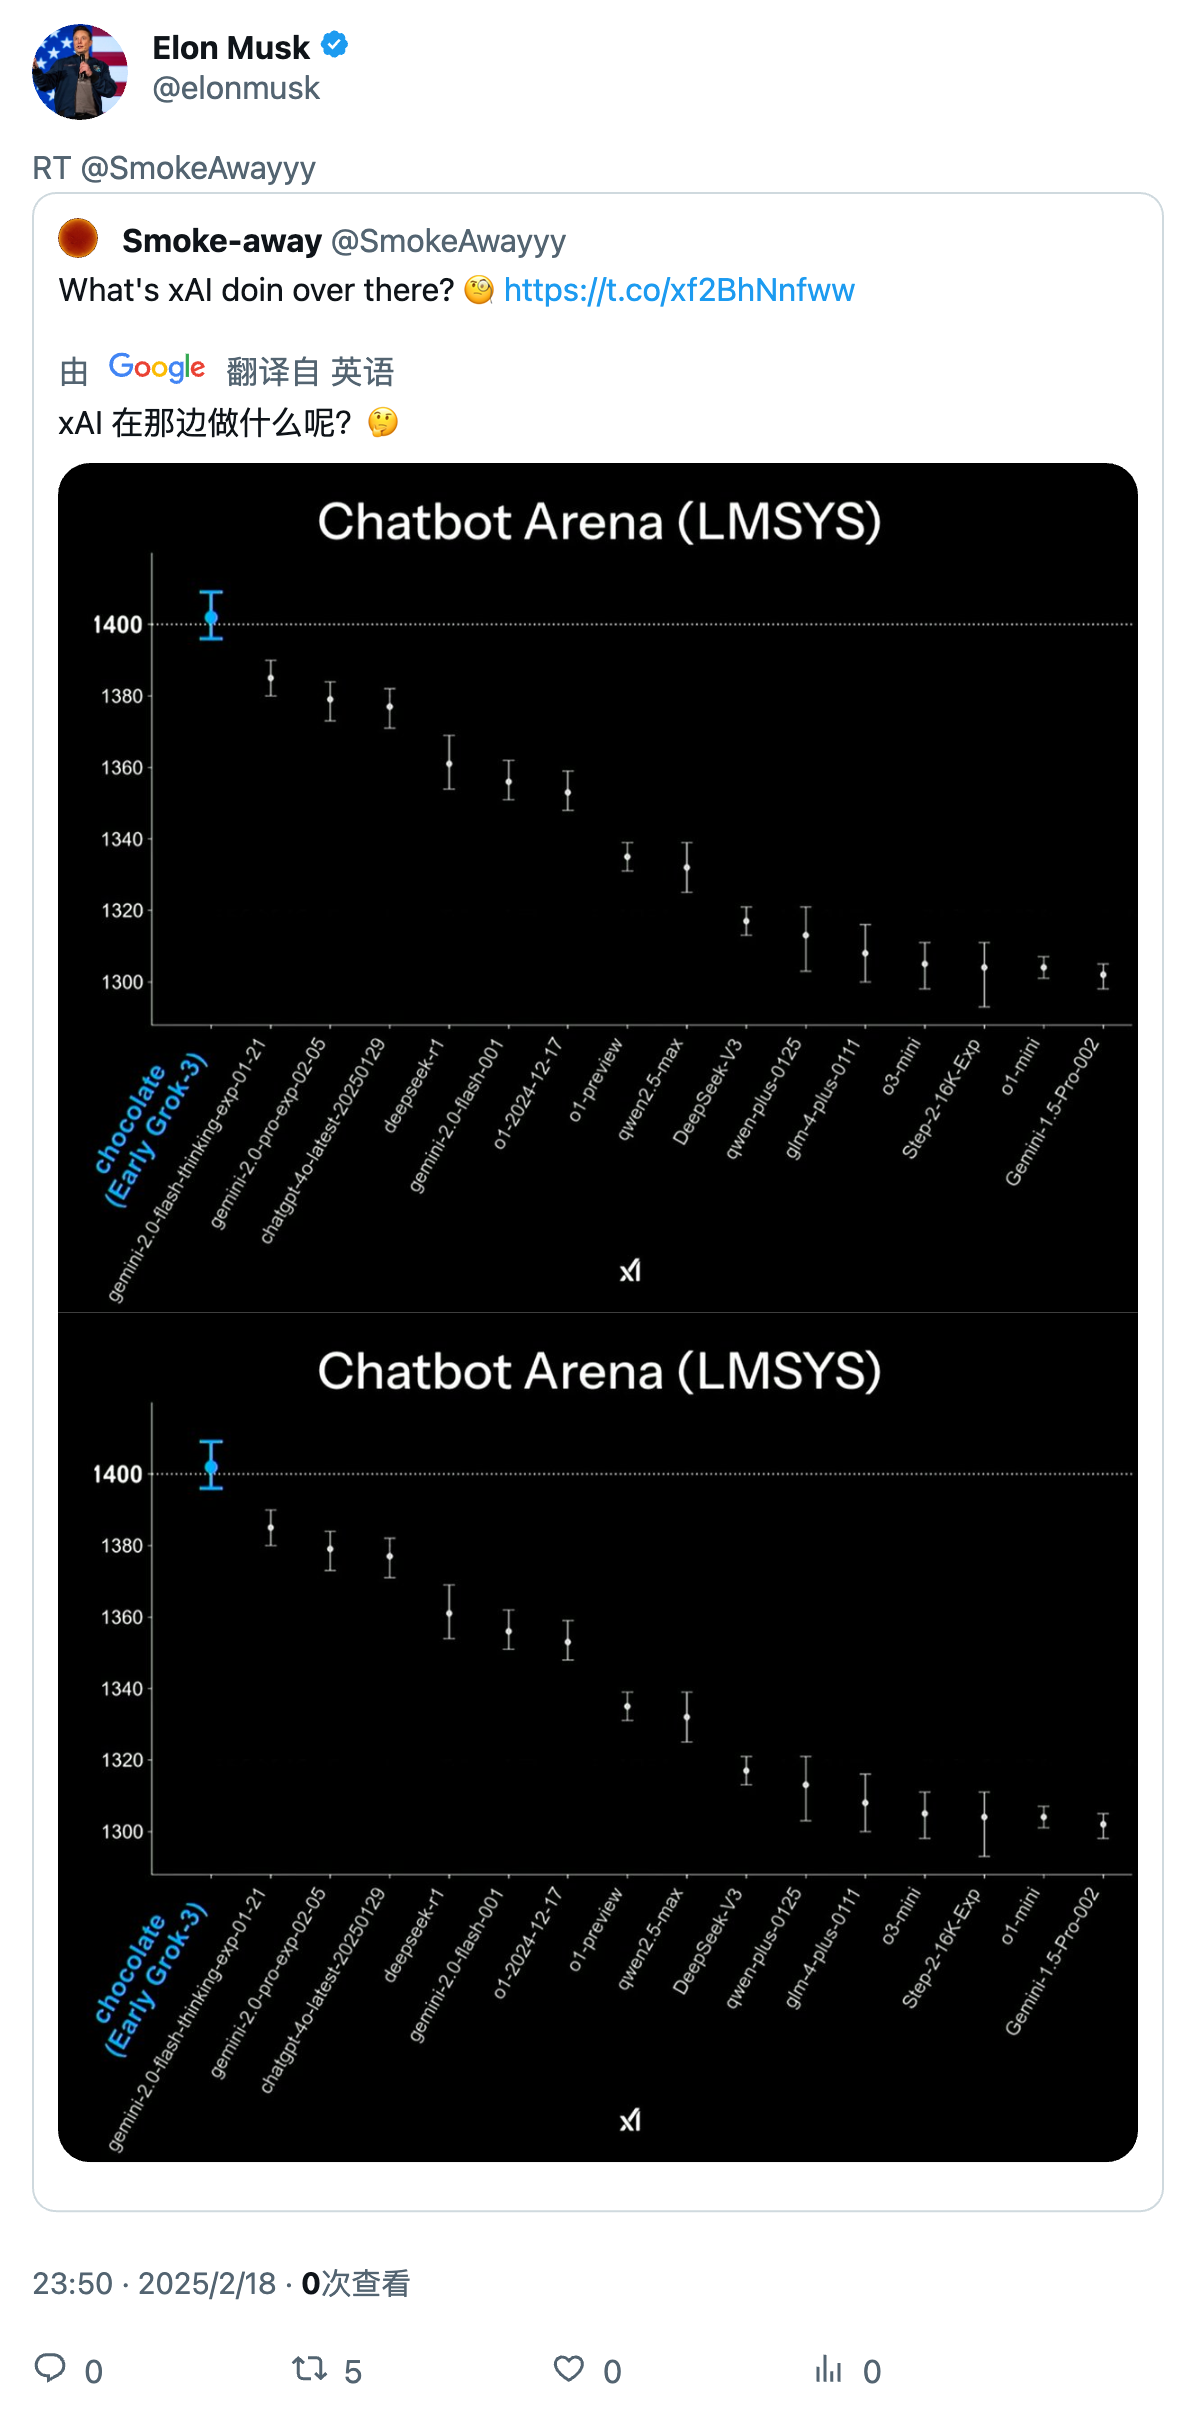 Elon Musk
@elonmusk
RT @SmokeAwayyy
Smoke-away @SmokeAwayyy
What's xAI doin over there? 🧐 https://t.co/xf2BhNnfww
由 Google 翻译自 英语
xAI 在那边做什么呢? 🤔
Chatbot Arena (LMSYS)
1400
1380
1360
1340
1320
1300
chocolate
(Early Grok-3)
gemini-2.0-flash-thinking-exp-01-21
gemini-2.0-pro-exp-02-05
chatgpt-4o-latest-20250129
deepseek-r1
gemini-2.0-flash-001
o1-2024-12-17
o1-preview
qwen2.5-max
DeepSeek-V3
qwen-plus-0125
glm-4-plus-0111
o3-mini
Step-2-16K-Exp
o1-mini
Gemini-1.5-Pro-002
xI
Chatbot Arena (LMSYS)
1400
1380
1360
1340
1320
1300
chocolate
(Early Grok-3)
gemini-2.0-flash-thinking-exp-01-21
gemini-2.0-pro-exp-02-05
chatgpt-4o-latest-20250129
deepseek-r1
gemini-2.0-flash-001
o1-2024-12-17
o1-preview
qwen2.5-max
DeepSeek-V3
qwen-plus-0125
glm-4-plus-0111
o3-mini
Step-2-16K-Exp
o1-mini
Gemini-1.5-Pro-002
xI
23:50 · 2025/2/18 · 0次查看
0 5 0 0